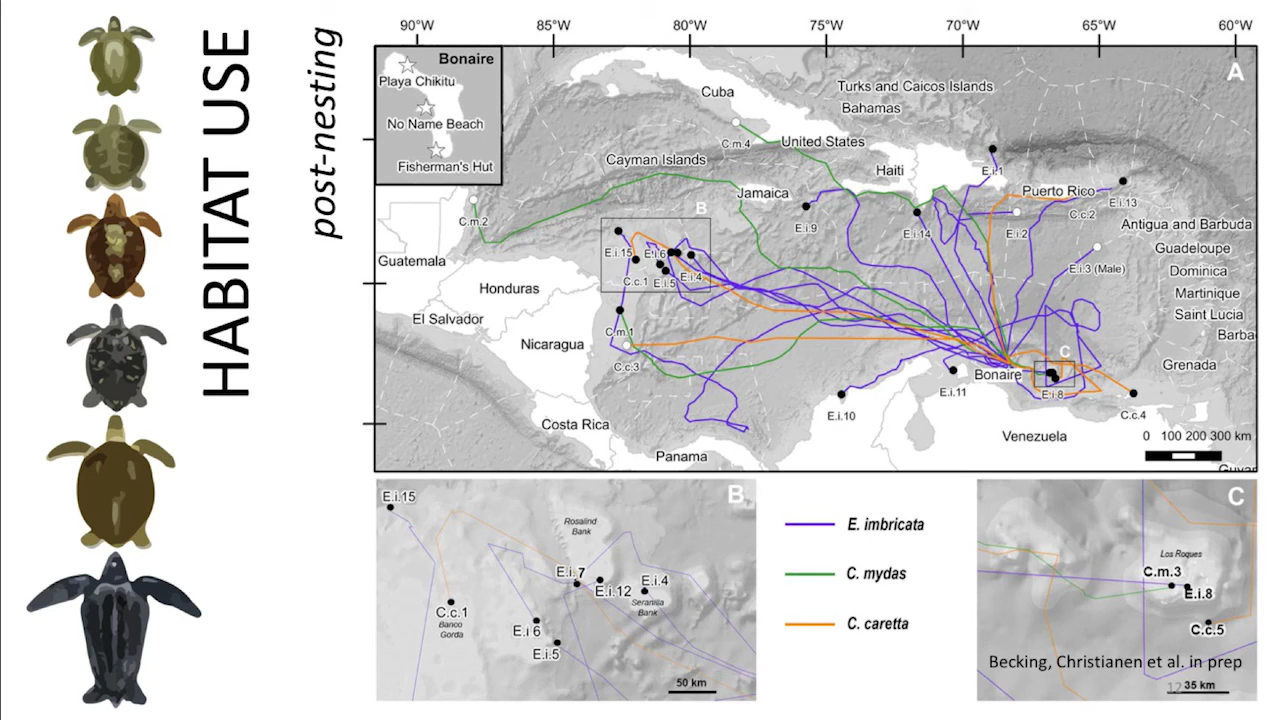 HABITAT USE
post-nesting
90°W
85°W
80°W
75°W
70°W
65°W
60°W
Bonaire
Playa Chikitu
No Name Beach
Fisherman's Hut
A
Cuba
Turks and Caicos Islands
Bahamas
C.m.4
United States
Cayman Islands
Haiti
E.i.1
Jamaica
Puerto Rico
C.m.2
B
E.i.9
E.i.14
E.i.2
C.c.2
E.i.13
Antigua and Barbuda
Guatemala
E.i.15
E.i.6
E.i.4
C.c.1
E.i.5
E.i.3 (Male)
Guadeloupe
Dominica
Honduras
Martinique
El Salvador
Saint Lucia
C.m.1
Nicaragua
Barba
C.c.3
C
Bonaire
Grenada
E.i.11
E.i.8
E.i.10
C.c.4
Costa Rica
Venezuela
Panama
0 100 200 300 km
Guyar
B
E.i.15
Rosalind
Bank
E.i.7
E.i.12
E.i.4
Seranilla
Bank
C.c.1
Banco
Gorda
E.i 6
E.i.5
50 km
E. imbricata
C. mydas
C. caretta
C
Los Roques
C.m.3
E.i.8
C.c.5
Becking, Christianen et al. in prep
12
35 km